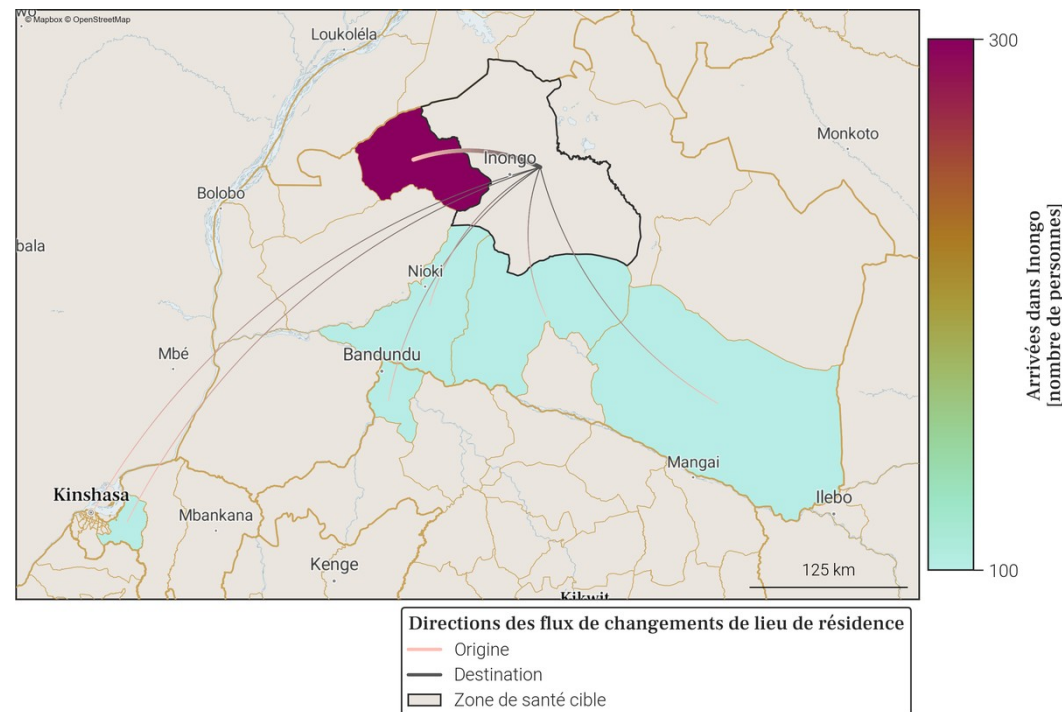 © Mapbox © OpenStreetMap
Loukoléla
Monkoto
Inongo
Bolobo
bala
Nioki
Mbé
Bandundu
Mangai
Kinshasa
Ilebo
Mbankana
Kenge
125 km
300
100
Arrivées dans Inongo
[nombre de personnes]
Directions des flux de changements de lieu de résidence
Origine
Destination
Zone de santé cible